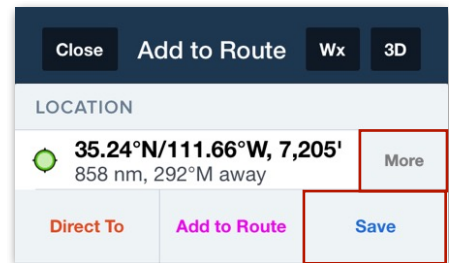 Close Add to Route Wx 3D
LOCATION
35.24°N/111.66°W, 7,205' More
858 nm, 292°M away
Direct To Add to Route Save